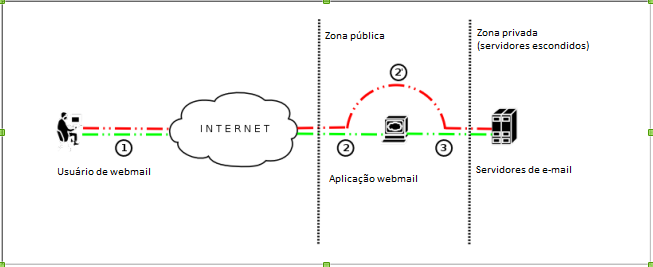 Zona pública
Zona privada
(servidores escondidos)
2'
INTERNET
1
2
3
Usuário de webmail
Aplicação webmail
Servidores de e-mail